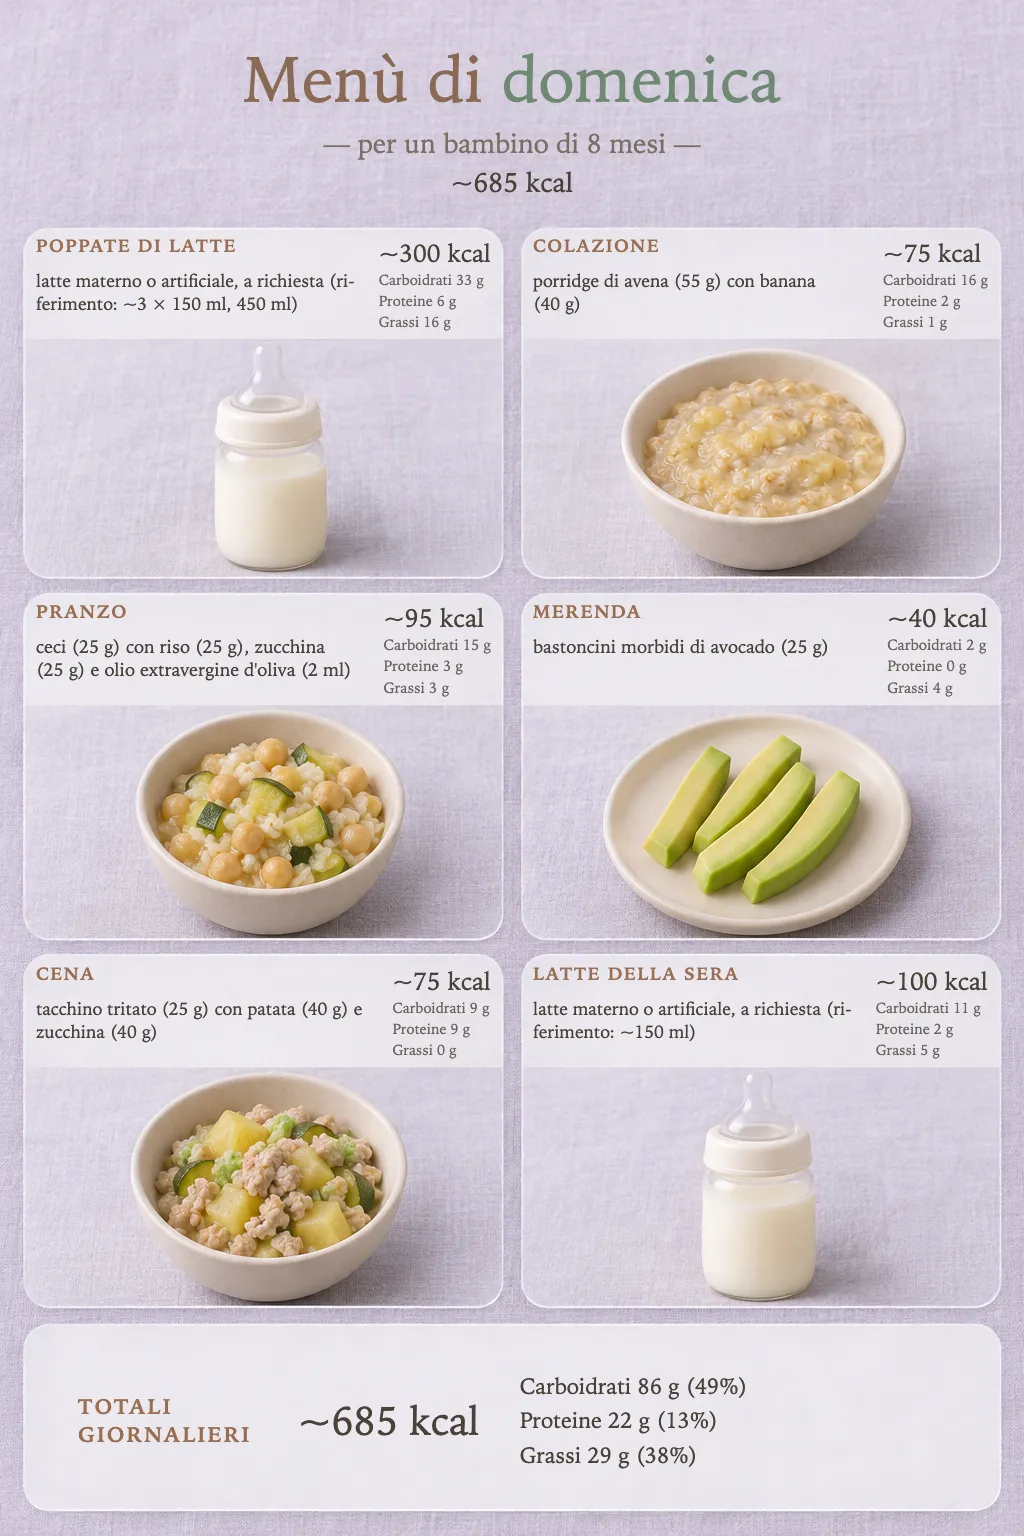 Menù di domenica
— per un bambino di 8 mesi —
~685 kcal
POPPATE DI LATTE
latte materno o artificiale, a richiesta (ri-
ferimento: ~3 × 150 ml, 450 ml)
~300 kcal
Carboidrati 33 g
Proteine 6 g
Grassi 16 g
COLAZIONE
porridge di avena (55 g) con banana
(40 g)
~75 kcal
Carboidrati 16 g
Proteine 2 g
Grassi 1 g
PRANZO
ceci (25 g) con riso (25 g), zucchina
(25 g) e olio extravergine d'oliva (2 ml)
~95 kcal
Carboidrati 15 g
Proteine 3 g
Grassi 3 g
MERENDA
bastoncini morbidi di avocado (25 g)
~40 kcal
Carboidrati 2 g
Proteine 0 g
Grassi 4 g
CENA
tacchino tritato (25 g) con patata (40 g) e
zucchina (40 g)
~75 kcal
Carboidrati 9 g
Proteine 9 g
Grassi 0 g
LATTE DELLA SERA
latte materno o artificiale, a richiesta (ri-
ferimento: ~150 ml)
~100 kcal
Carboidrati 11 g
Proteine 2 g
Grassi 5 g
TOTALI
GIORNALIERI
~685 kcal
Carboidrati 86 g (49%)
Proteine 22 g (13%)
Grassi 29 g (38%)